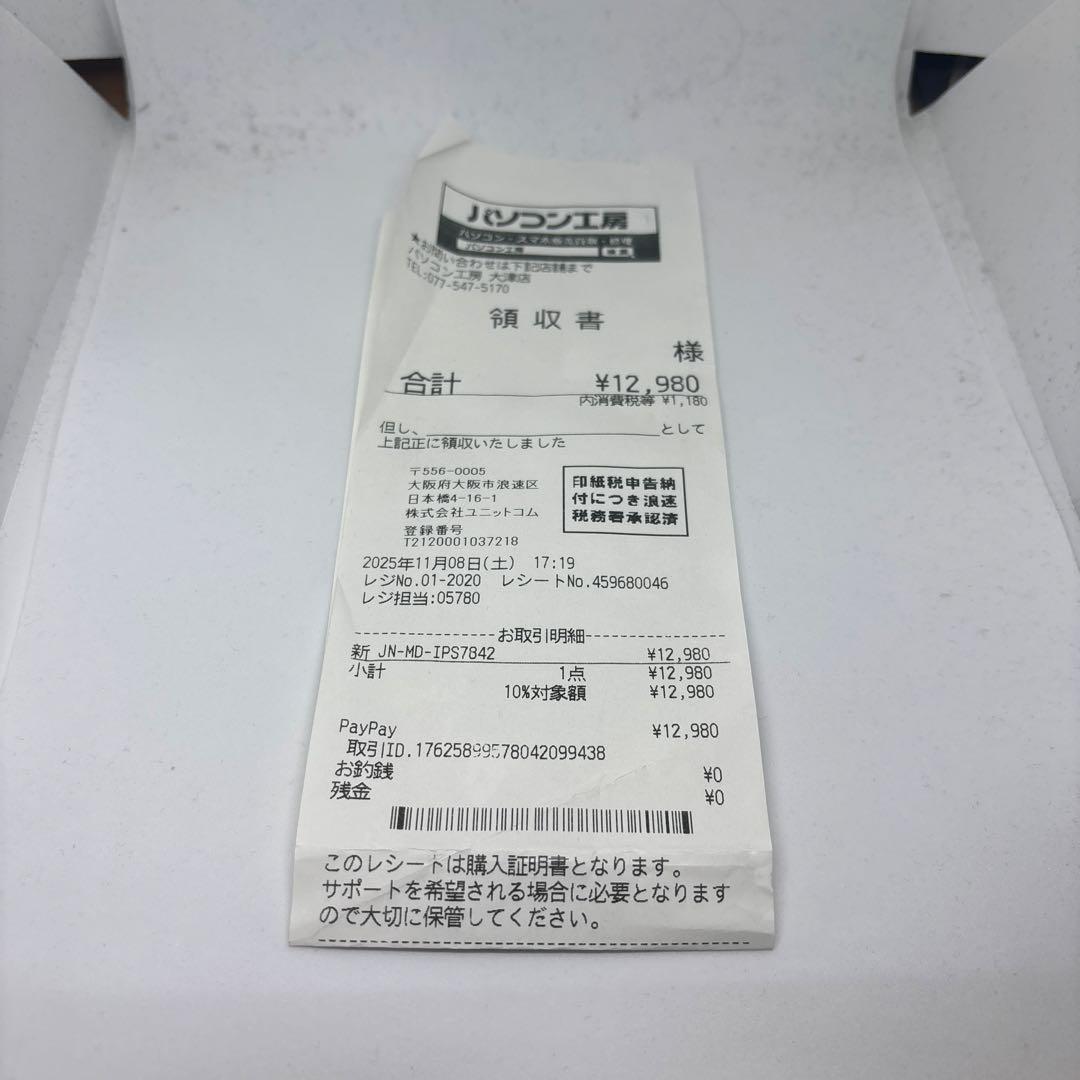 パソコン工房
パソコン・スマホ販売買取・修理
パソコン工房 検索
★お問い合わせは下記店舗まで
パソコン工房 大津店
TEL:077-547-5170
領収書
様
合計 ¥12,980
内消費税等 ¥1,180
但し、 として
上記正に領収いたしました
〒556-0005
大阪府大阪市浪速区
日本橋4-16-1
株式会社ユニットコム
登録番号
T2120001037218
印紙税申告納
付につき浪速
税務署承認済
2025年11月08日(土) 17:19
レジNo.01-2020 レシートNo.459680046
レジ担当:05780
お取引明細
新 JN-MD-IPS7842 ¥12,980
小計 1点 ¥12,980
10%対象額 ¥12,980
PayPay ¥12,980
取引ID.17625899578042099438
お釣銭 ¥0
残金 ¥0
このレシートは購入証明書となります。
サポートを希望される場合に必要となります
ので大切に保管してください。